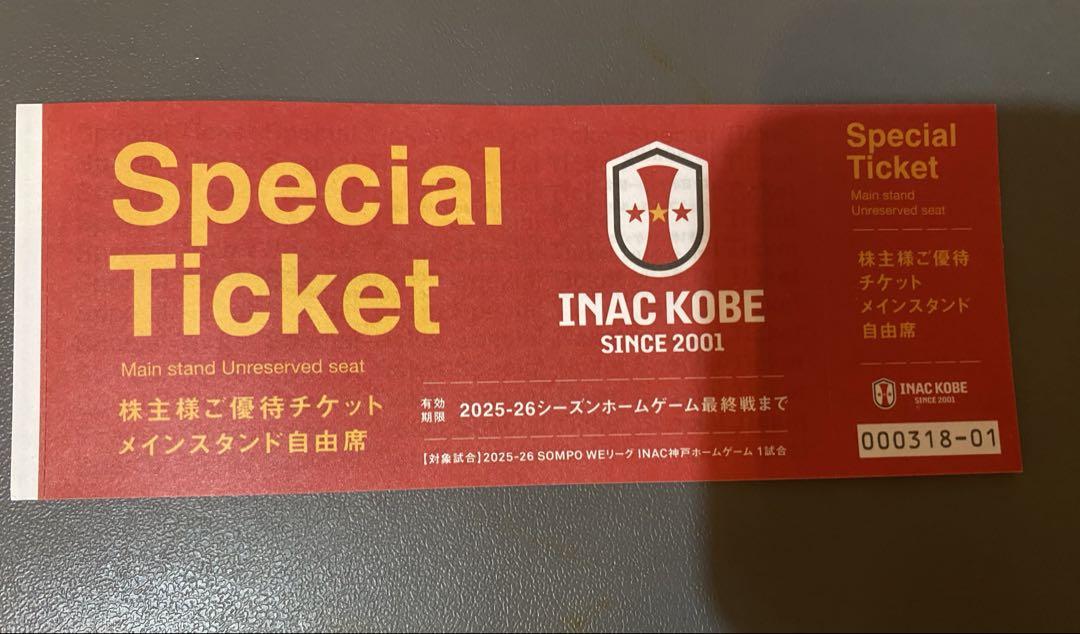 Special
Ticket
Main stand Unreserved seat
株主様ご優待チケット
メインスタンド自由席
INAC KOBE
SINCE 2001
有効
期限
2025-26シーズンホームゲーム最終戦まで
【対象試合】2025-26 SOMPO WEリーグ INAC神戸ホームゲーム 1試合
Special
Ticket
Main stand
Unreserved seat
株主様ご優待
チケット
メインスタンド
自由席
INAC KOBE
SINCE 2001
000318-01